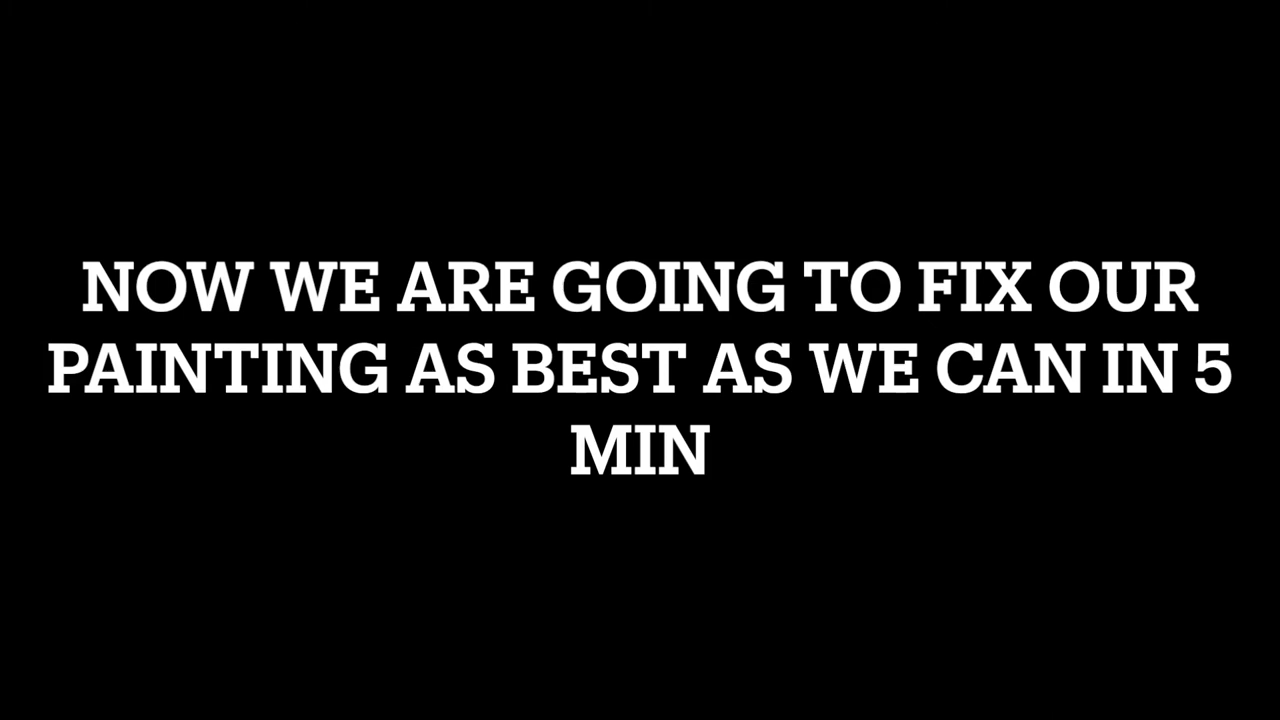 NOW WE ARE GOING TO FIX OUR
PAINTING AS BEST AS WE CAN IN 5
MIN